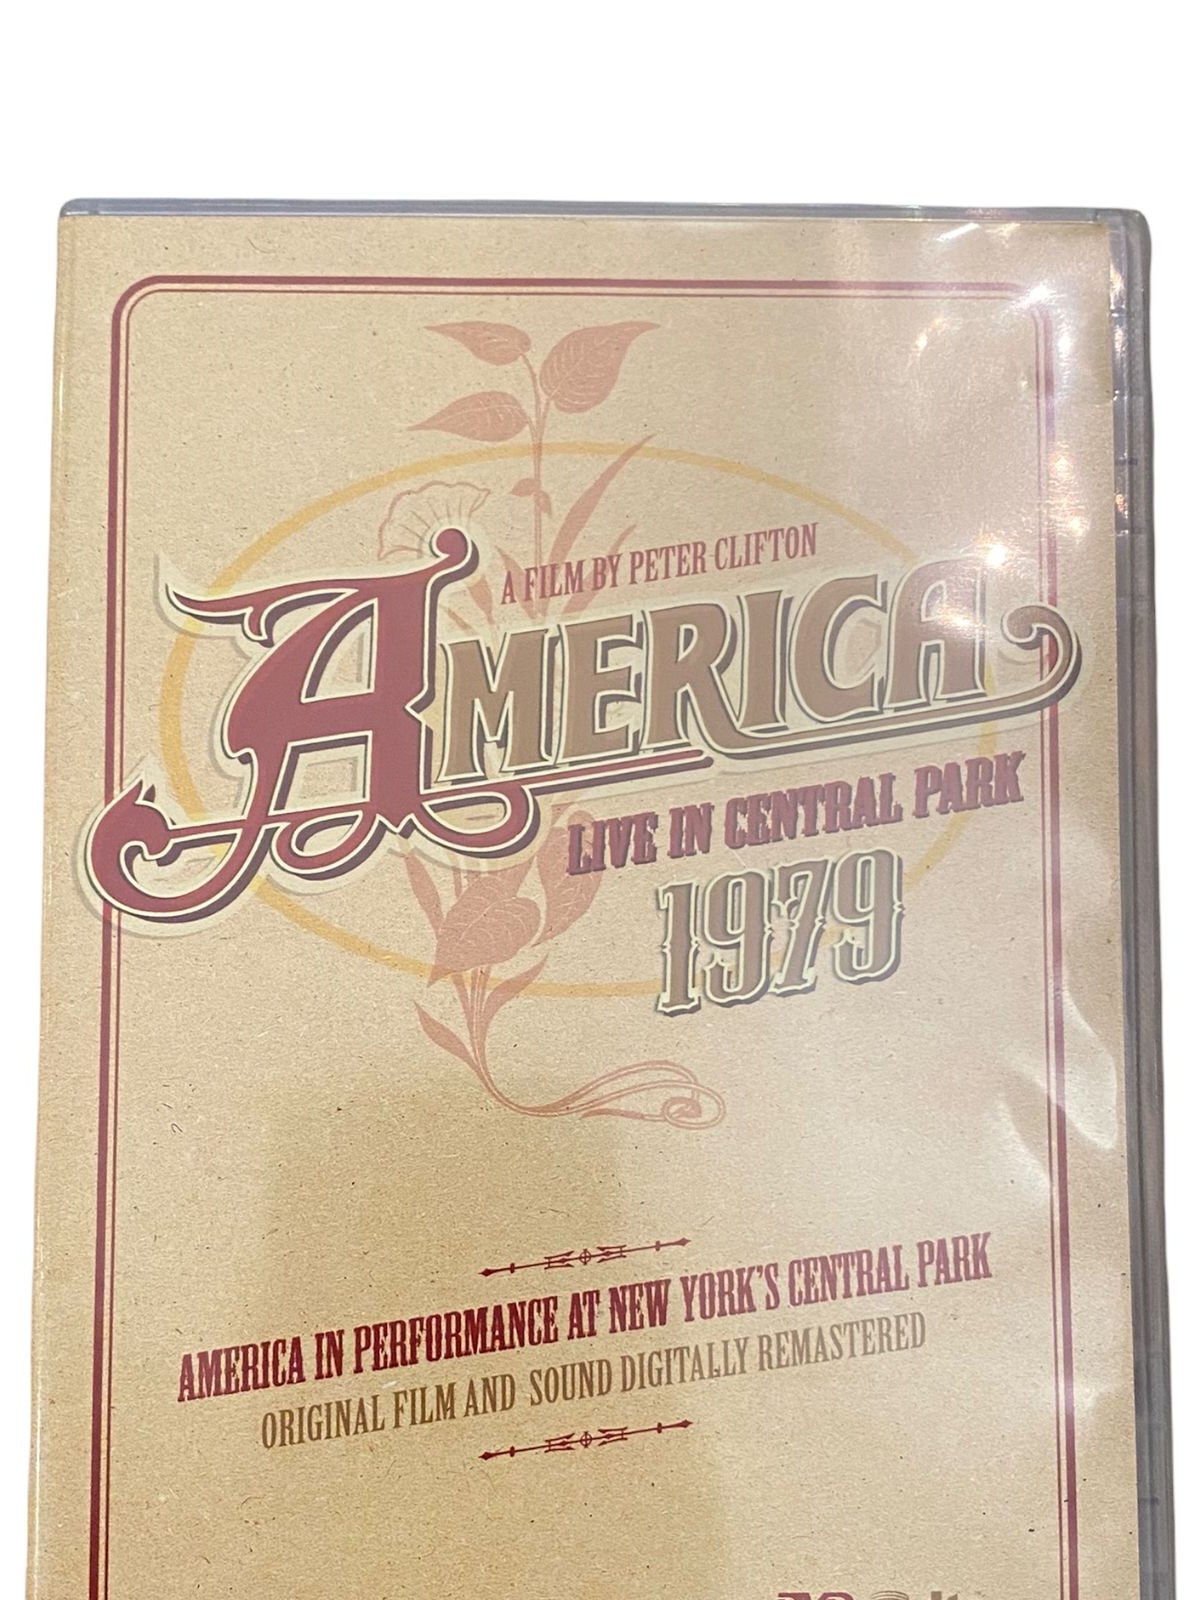 A FILM BY PETER CLIFTON
AMERICA
LIVE IN CENTRAL PARK
1979
AMERICA IN PERFORMANCE AT NEW YORK'S CENTRAL PARK
ORIGINAL FILM AND SOUND DIGITALLY REMASTERED